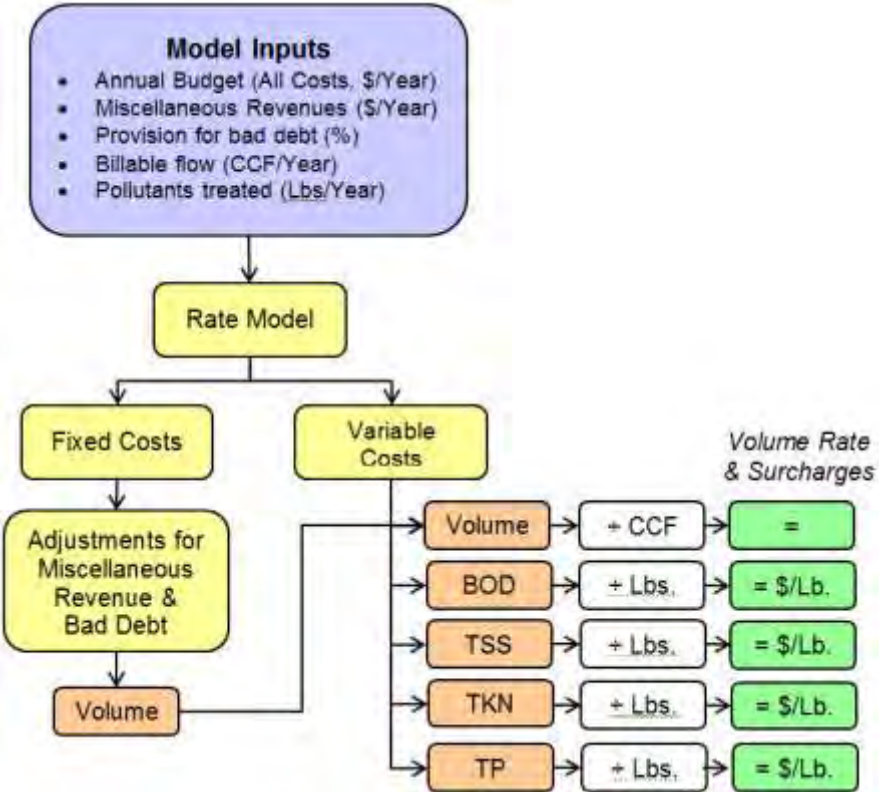 Model Inputs
• Annual Budget (All Costs, $/Year)
• Miscellaneous Revenues ($/Year)
• Provision for bad debt (%)
• Billable flow (CCF/Year)
• Pollutants treated (Lbs/Year)
Rate Model
Fixed Costs
Variable
Costs
Volume Rate
& Surcharges
Adjustments for
Miscellaneous
Revenue &
Bad Debt
Volume
Volume
÷ CCF
=
BOD
÷ Lbs.
= $/Lb.
TSS
÷ Lbs.
= $/Lb.
TKN
÷ Lbs.
= $/Lb.
TP
÷ Lbs.
= $/Lb.